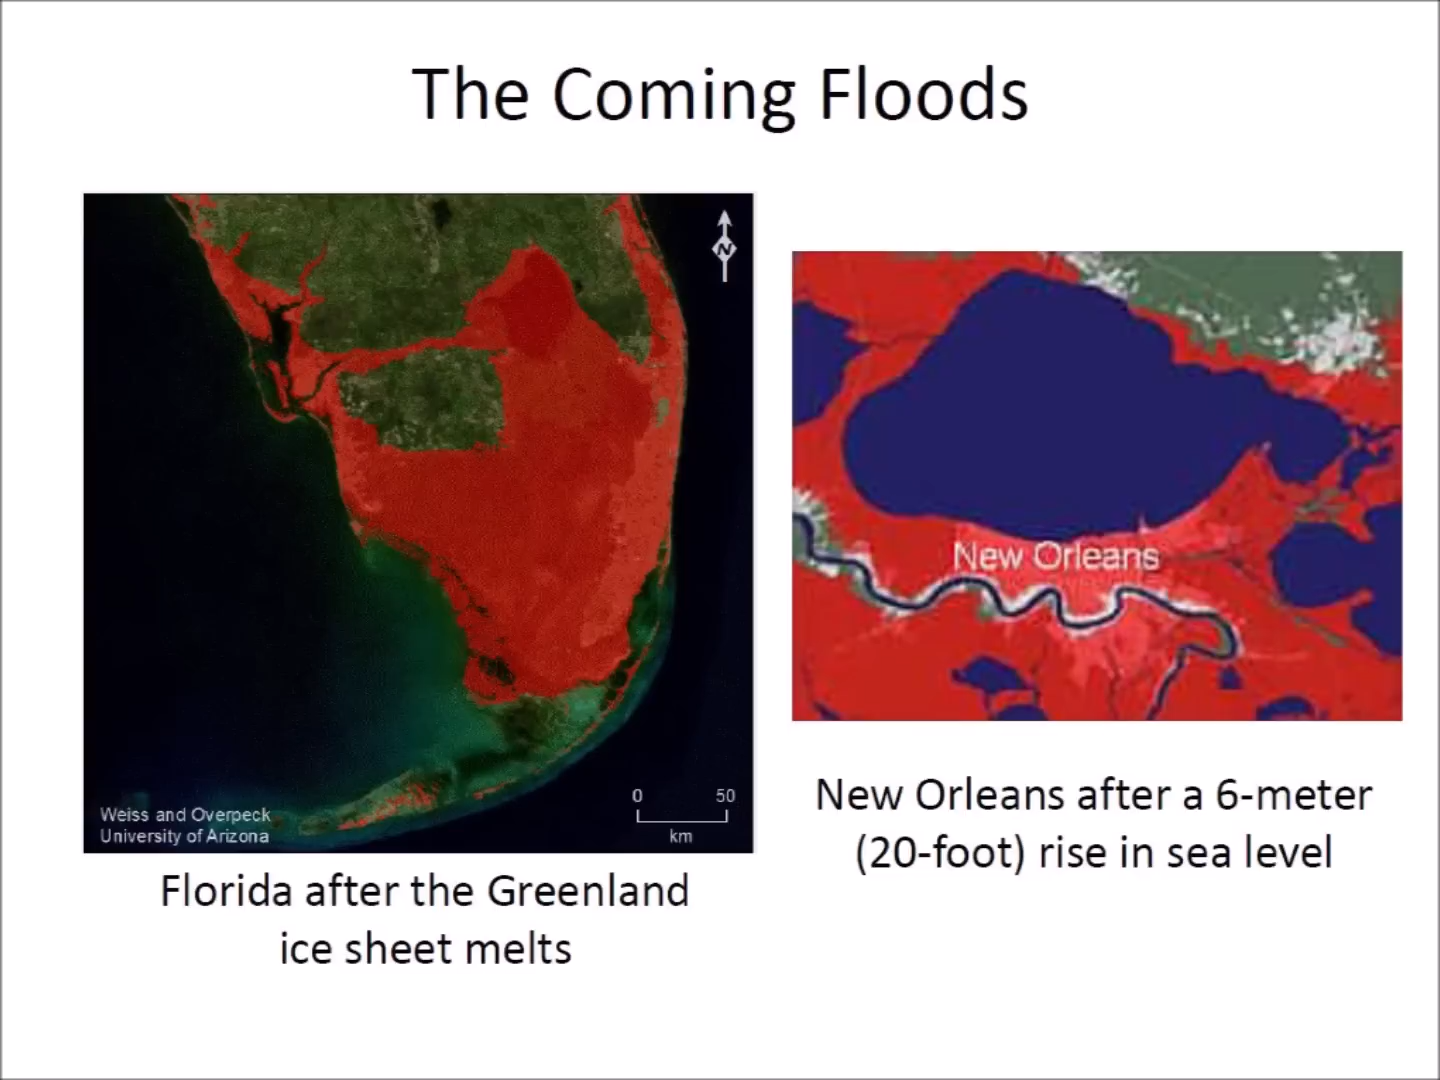 The Coming Floods
N
New Orleans
0 50
km
Weiss and Overpeck
University of Arizona
Florida after the Greenland
ice sheet melts
New Orleans after a 6-meter
(20-foot) rise in sea level